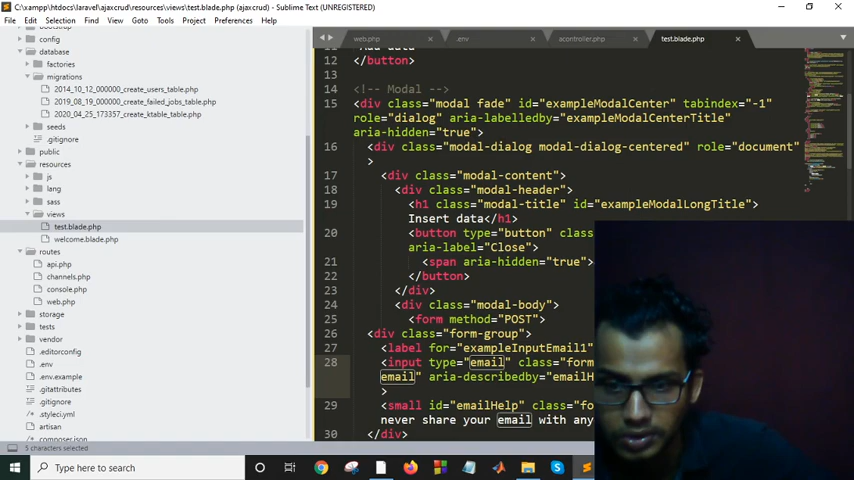 C:\xampp\htdocs\laravel\ajaxcrud\resources\views\test.blade.php (ajaxcrud) - Sublime Text (UNREGISTERED)
File Edit Selection Find View Goto Tools Project Preferences Help
web.php × .env × acontroller.php × test.blade.php ×
config
database
factories
migrations
2014_10_12_000000_create_users_table.php
2019_08_19_000000_create_failed_jobs_table.php
2020_04_25_173357_create_ktable_table.php
seeds
.gitignore
public
resources
js
lang
sass
views
test.blade.php
welcome.blade.php
routes
api.php
channels.php
console.php
web.php
storage
tests
vendor
.editorconfig
.env
.env.example
.gitattributes
.gitignore
.styleci.yml
artisan
composer.json
12 </button>
13
14 <!-- Modal -->
15 <div class="modal fade" id="exampleModalCenter" tabindex="-1"
role="dialog" aria-labelledby="exampleModalCenterTitle"
aria-hidden="true">
16 <div class="modal-dialog modal-dialog-centered" role="document"
>
17 <div class="modal-content">
18 <div class="modal-header">
19 <h1 class="modal-title" id="exampleModalLongTitle">
Insert data</h1>
20 <button type="button" clas
aria-label="Close">
21 <span aria-hidden="true">
22 </button>
23 </div>
24 <div class="modal-body">
25 <form method="POST">
26 <div class="form-group">
27 <label for="exampleInputEmail1"
28 <input type="email" class="form
email" aria-describedby="emailH
>
29 <small id="emailHelp" class="fo
never share your email with any
30 </div>
5 characters selected
Type here to search